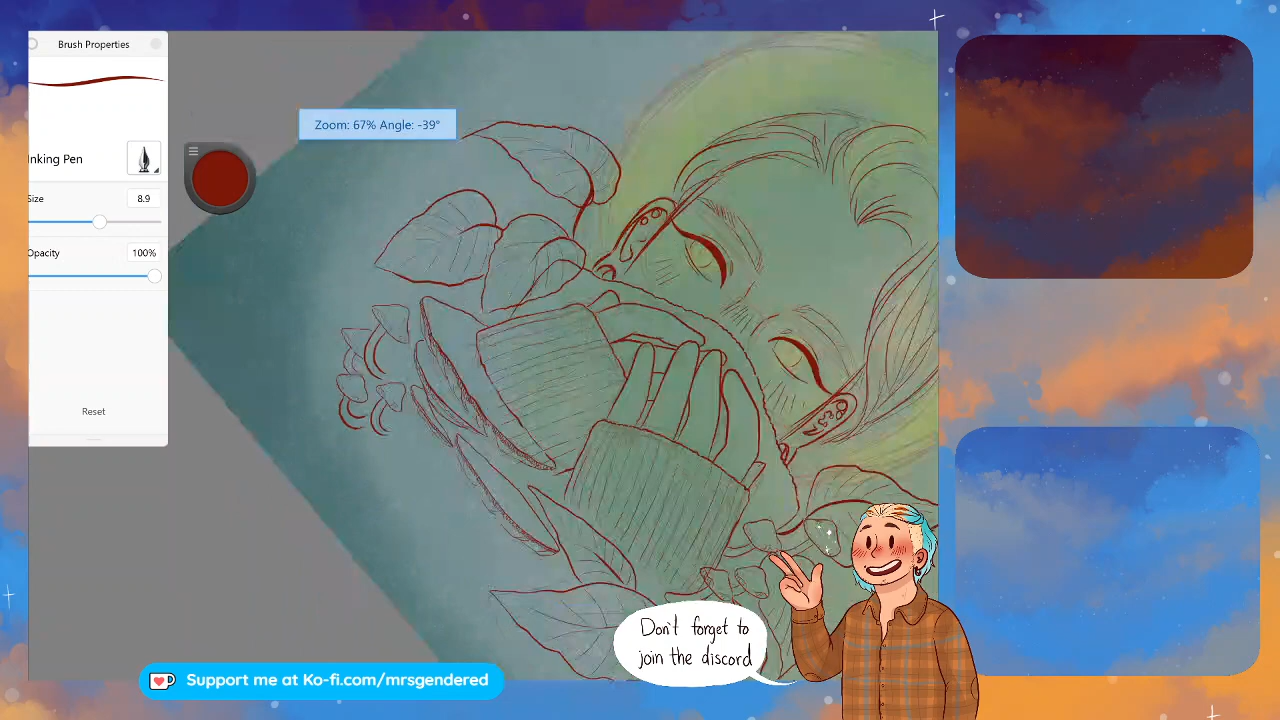 Brush Properties
Zoom: 67% Angle: -39°
nking Pen
Size
8.9
Opacity
100%
Reset
Don't forget to
join the discord
Support me at Ko-fi.com/mrsgendered